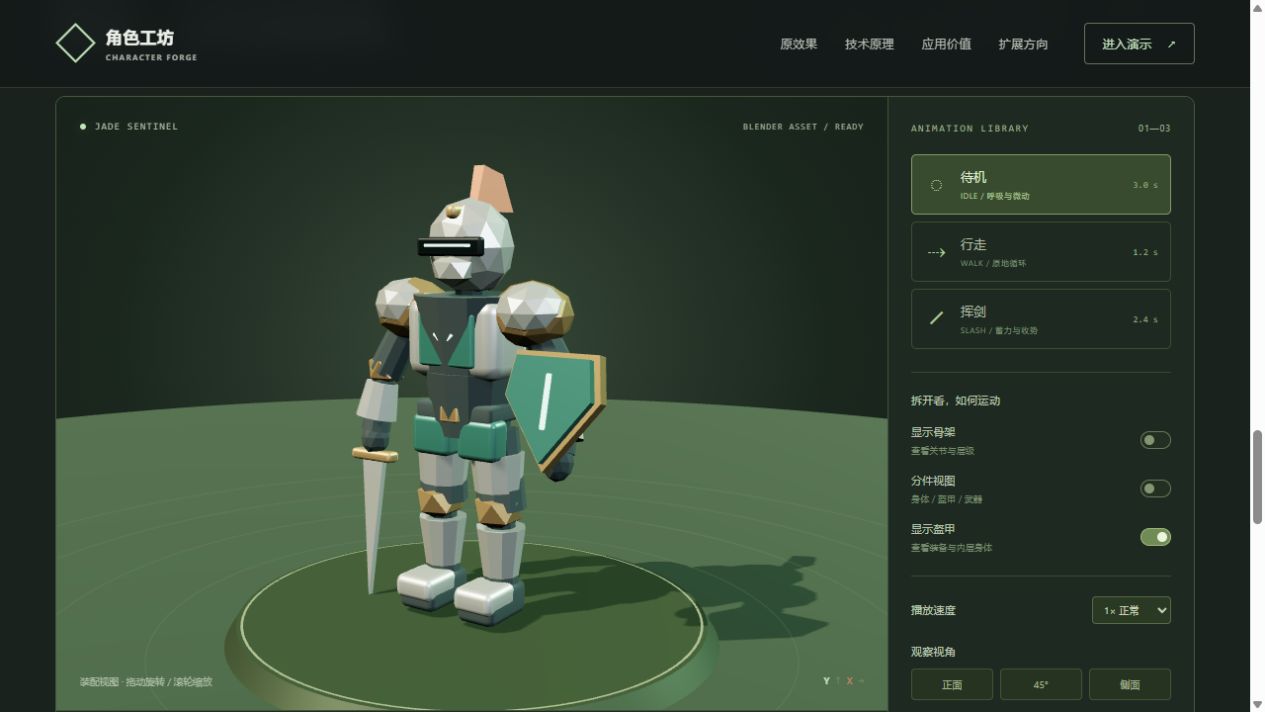 角色工坊
CHARACTER FORGE
原效果
技术原理
应用价值
扩展方向
进入演示 ↗
JADE SENTINEL
BLENDER ASSET / READY
装配视图 · 拖动旋转 / 滚轮缩放
Y ↑ X →
ANIMATION LIBRARY
01—03
待机
IDLE / 呼吸与微动
3.0 s
行走
WALK / 原地循环
1.2 s
挥剑
SLASH / 蓄力与收势
2.4 s
拆开看，如何运动
显示骨架
查看关节与层级
分件视图
身体 / 盔甲 / 武器
显示盔甲
查看装备与内层身体
播放速度
1× 正常
观察视角
正面
45°
侧面